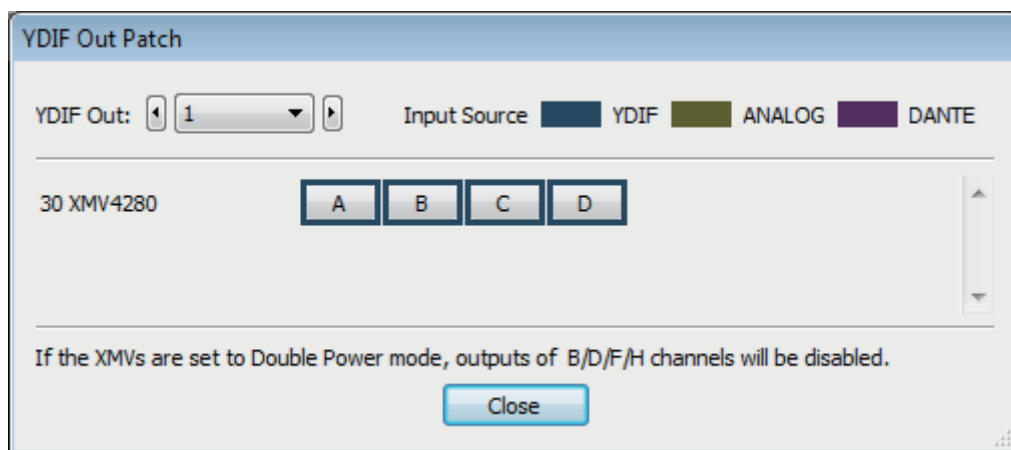 YDIF Out Patch
YDIF Out: 1 Input Source YDIF ANALOG DANTE
30 XMV4280 A B C D
If the XMVs are set to Double Power mode, outputs of B/D/F/H channels will be disabled.
Close